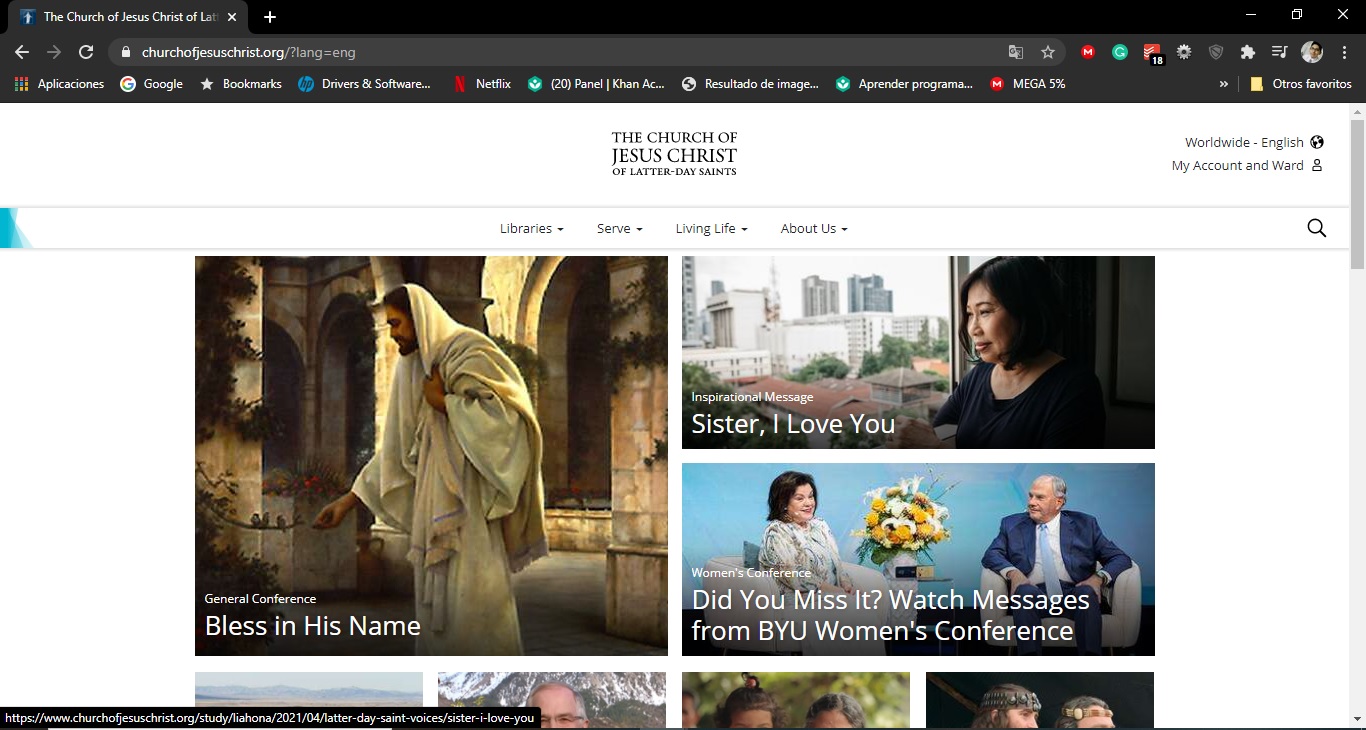 The Church of Jesus Christ of Lat
churchofjesuschrist.org/?lang=eng
18
Aplicaciones
Google
Bookmarks
Drivers & Software...
Netflix
(20) Panel | Khan Ac...
Resultado de image...
Aprender programa...
MEGA 5%
»
Otros favoritos
THE CHURCH OF
JESUS CHRIST
OF LATTER-DAY SAINTS
Worldwide - English
My Account and Ward
Libraries
Serve
Living Life
About Us
General Conference
Bless in His Name
Inspirational Message
Sister, I Love You
Women's Conference
Did You Miss It? Watch Messages
from BYU Women's Conference
https://www.churchofjesuschrist.org/study/liahona/2021/04/latter-day-saint-voices/sister-i-love-you